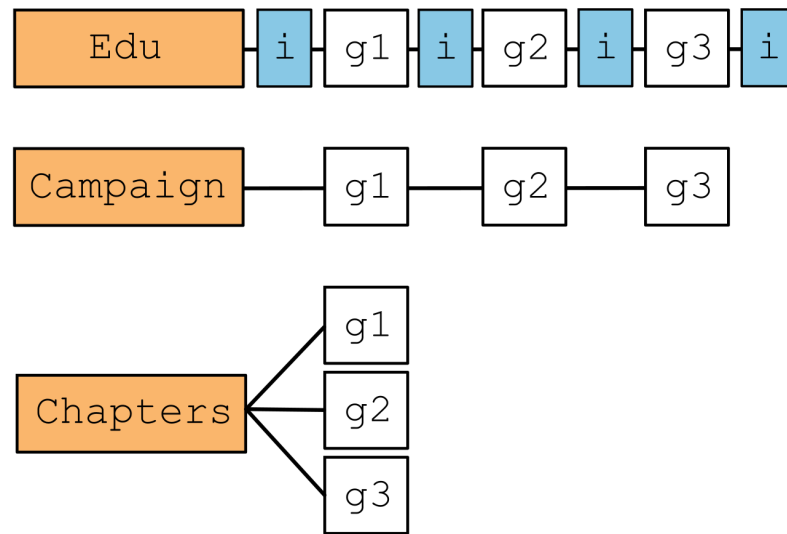 Edu i g1 i g2 i g3 i
Campaign g1 g2 g3
g1
Chapters g2
g3